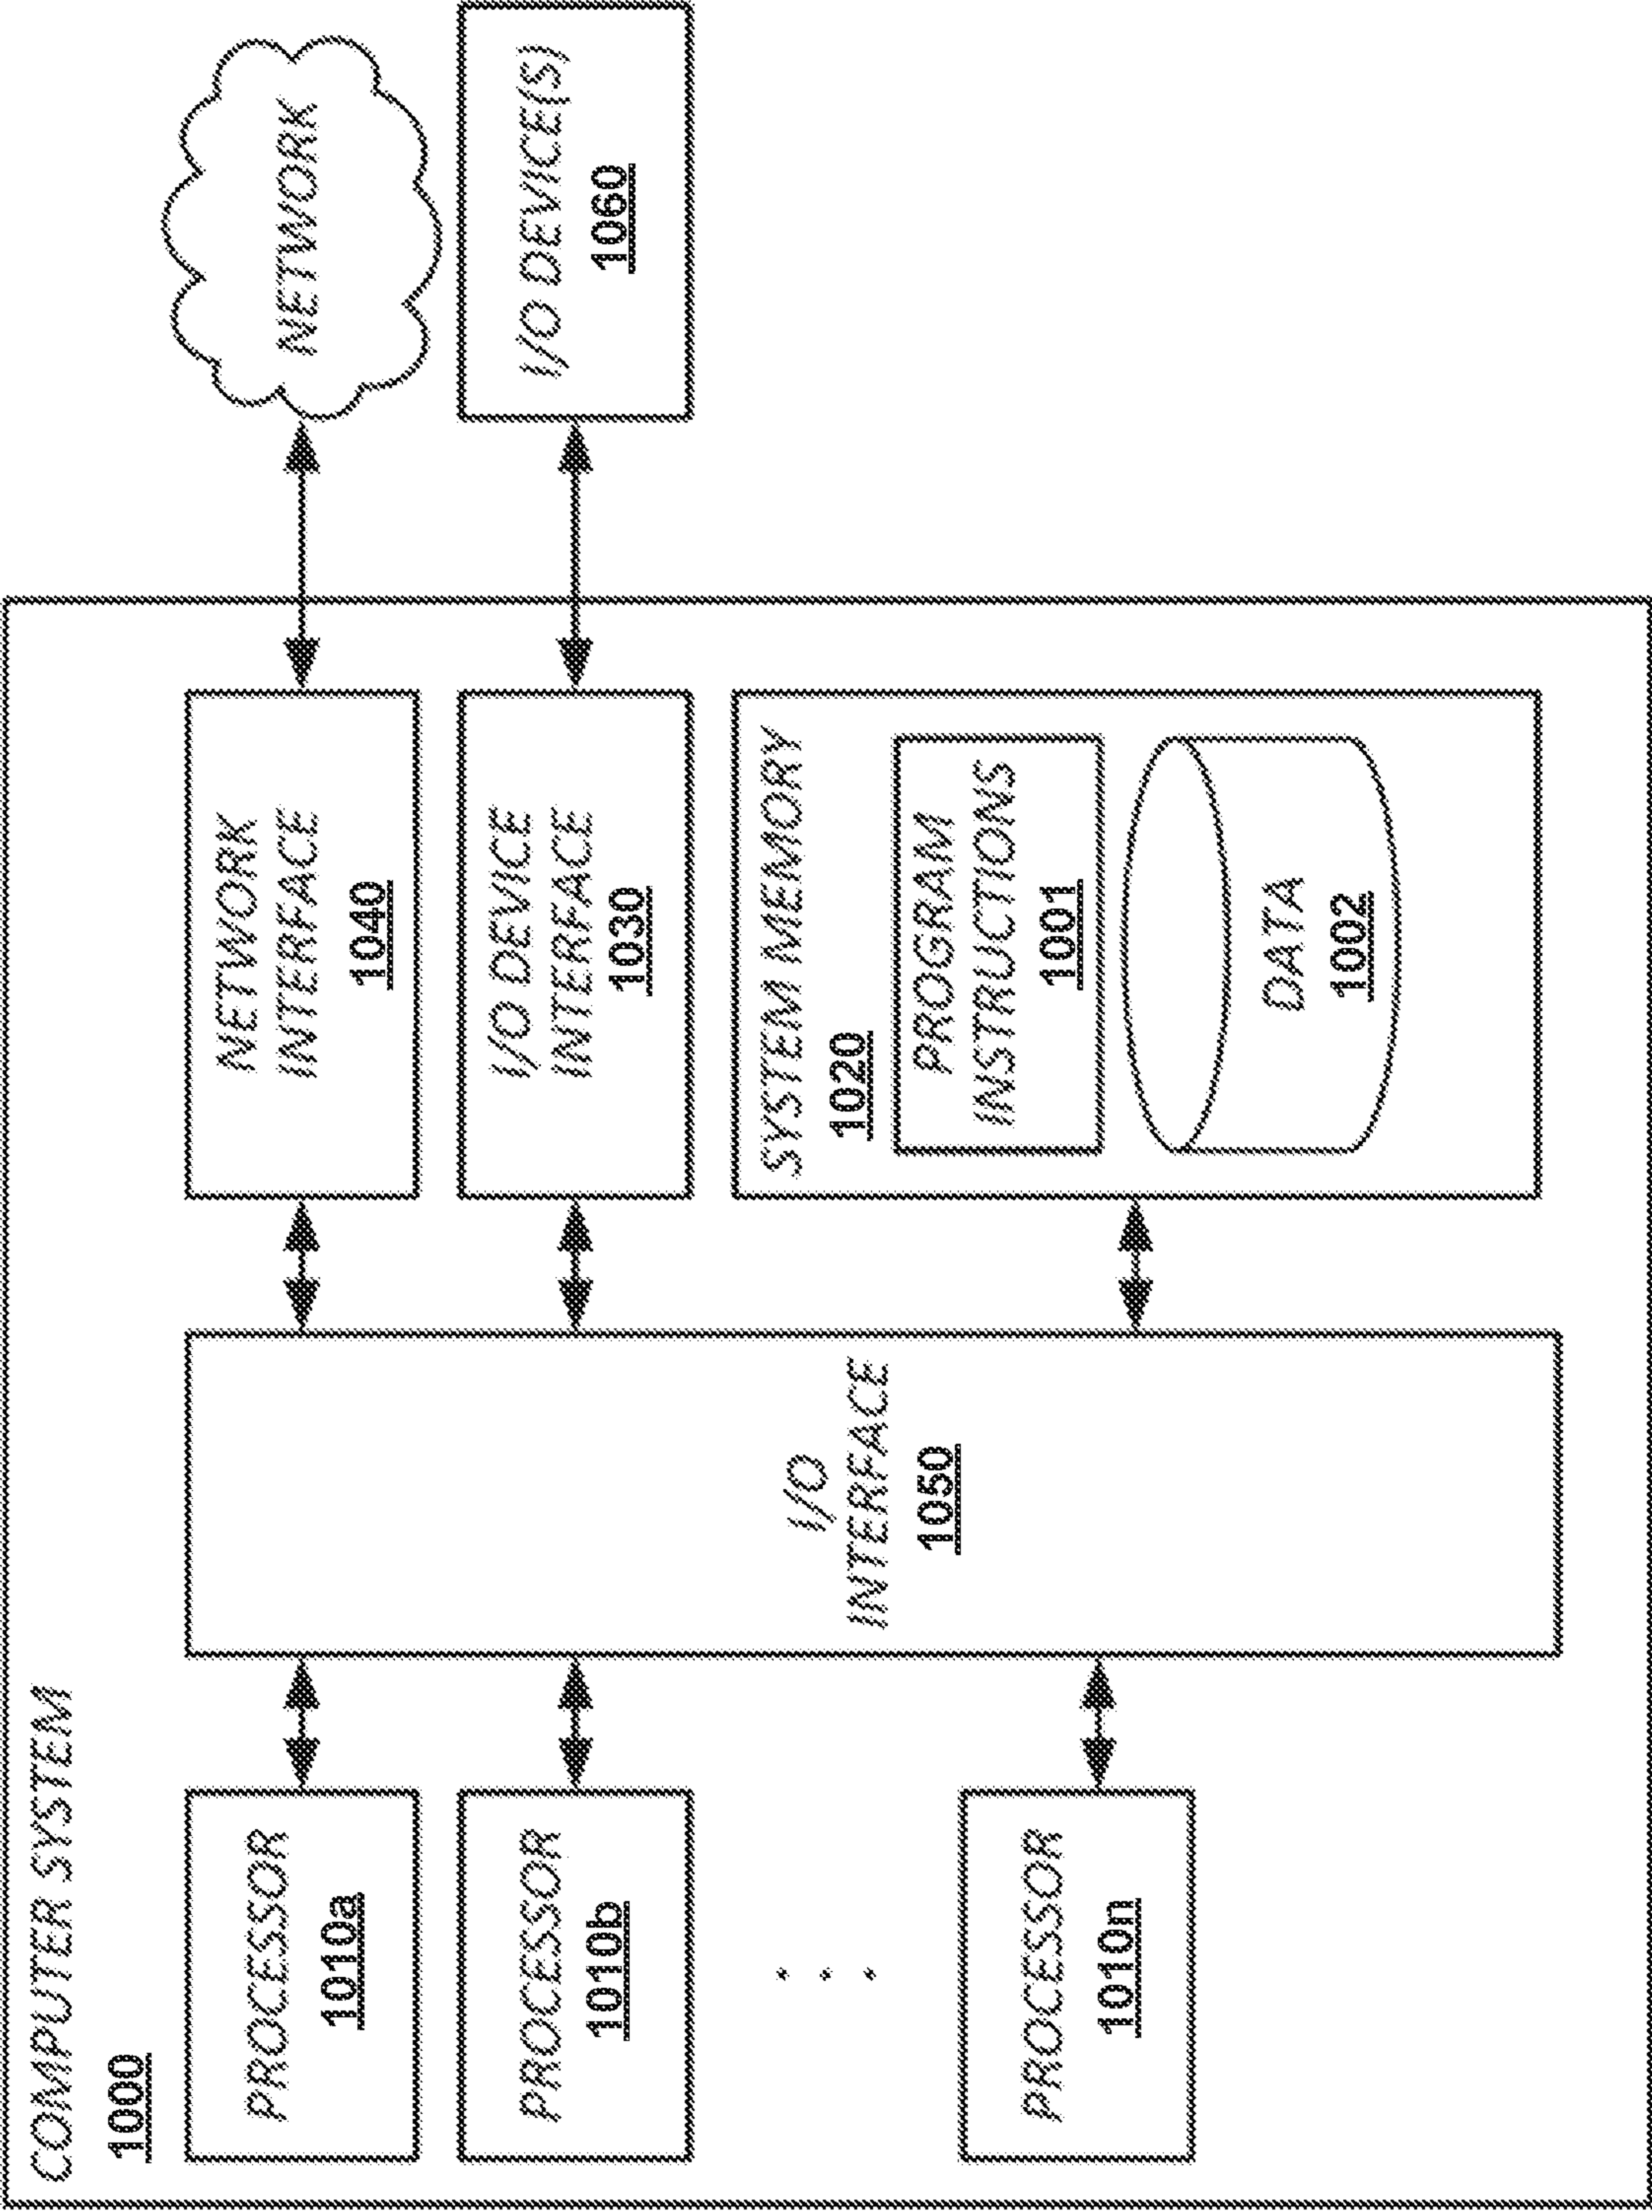 COMPUTER SYSTEM
1000
PROCESSOR
1010a
PROCESSOR
1010b
. . .
PROCESSOR
1010n
I/O
INTERFACE
1050
NETWORK
INTERFACE
1040
I/O DEVICE
INTERFACE
1030
SYSTEM MEMORY
1020
PROGRAM
INSTRUCTIONS
1001
DATA
1002
NETWORK
I/O DEVICE(S)
1060